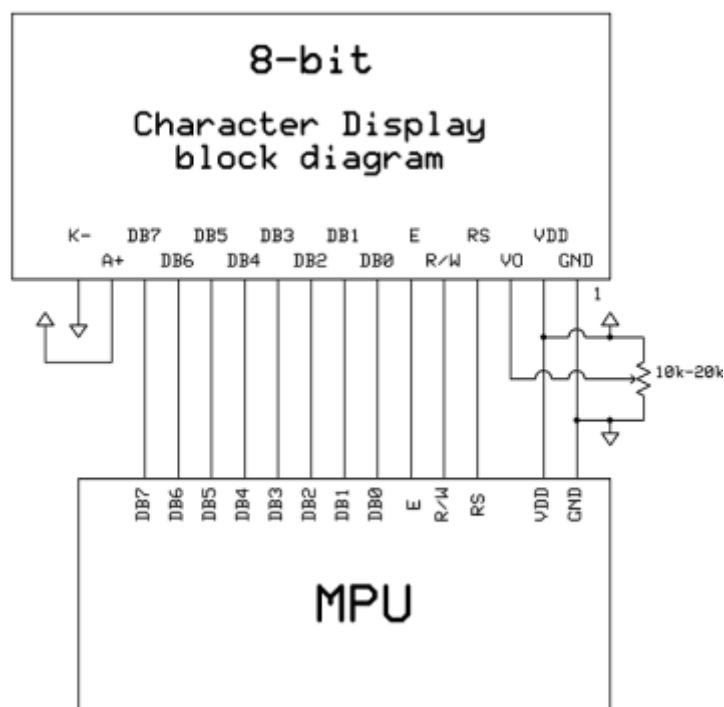 8-bit
Character Display
block diagram
K- DB7 DB5 DB3 DB1 E RS VDD
A+ DB6 DB4 DB2 DB0 R/W VO GND
1
10k-20k
DB7 DB6 DB5 DB4 DB3 DB2 DB1 DB0 E R/W RS VDD GND
MPU